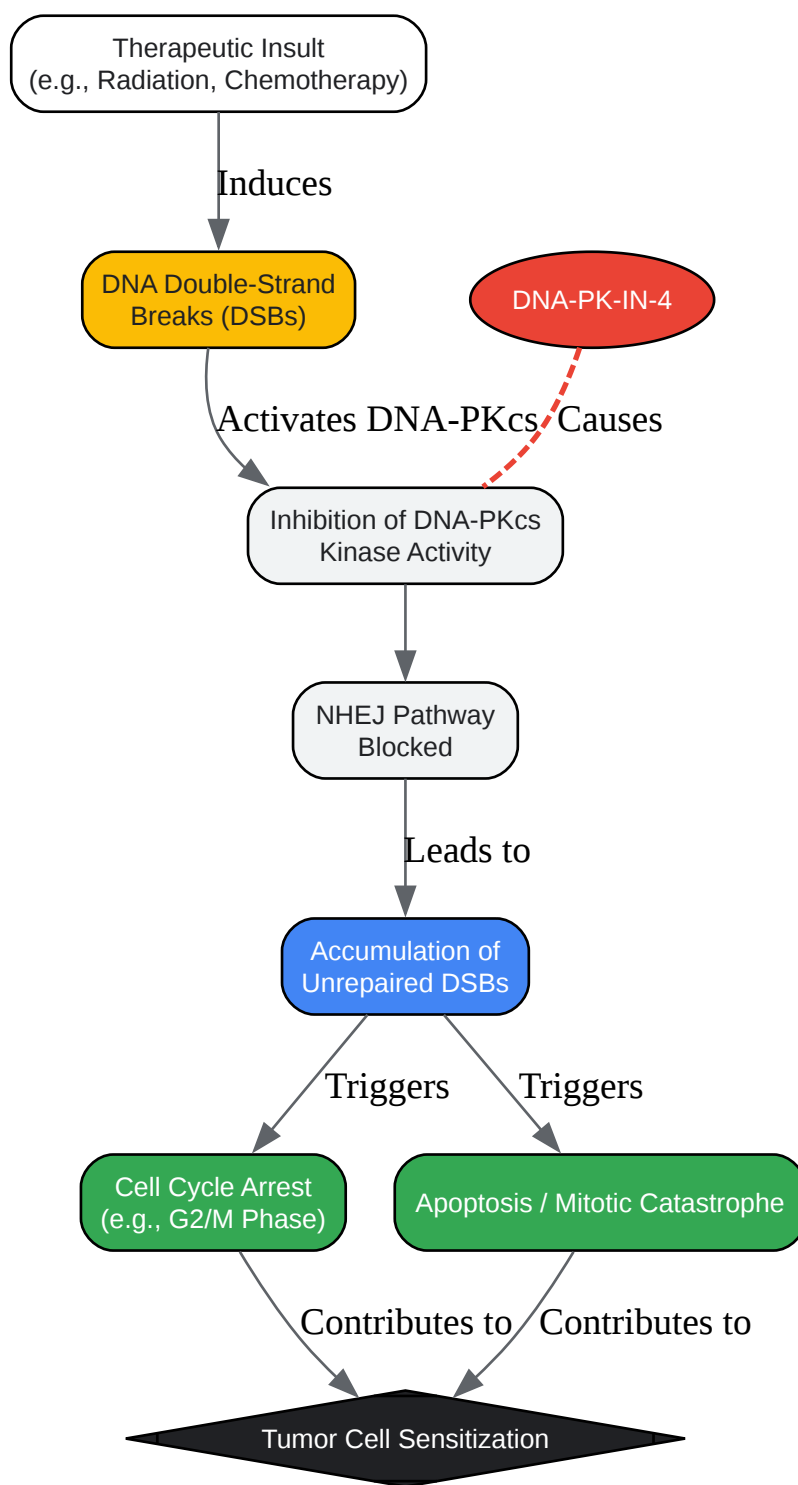 Therapeutic Insult
(e.g., Radiation, Chemotherapy)
Induces
DNA Double-Strand
Breaks (DSBs)
DNA-PK-IN-4
Activates DNA-PKcs
Causes
Inhibition of DNA-PKcs
Kinase Activity
NHEJ Pathway
Blocked
Leads to
Accumulation of
Unrepaired DSBs
Triggers
Triggers
Cell Cycle Arrest
(e.g., G2/M Phase)
Apoptosis / Mitotic Catastrophe
Contributes to
Contributes to
Tumor Cell Sensitization